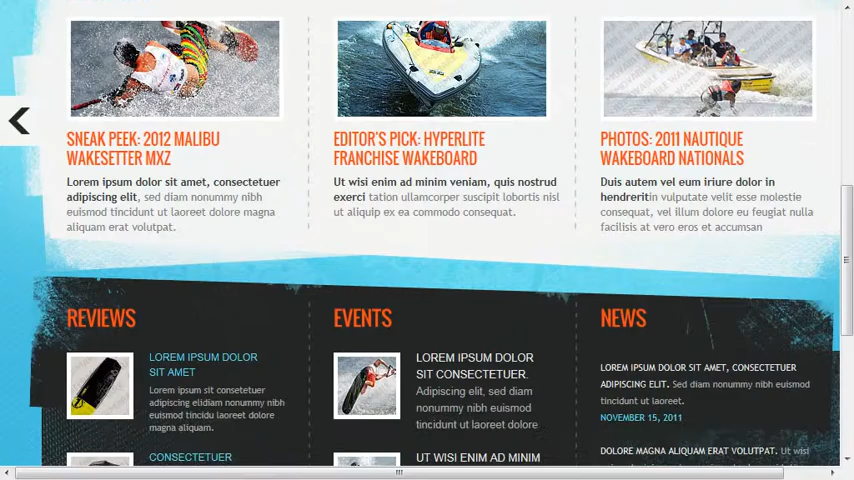 SNEAK PEEK: 2012 MALIBU
WAKESETTER MXZ
Lorem ipsum dolor sit amet, consectetuer
adipiscing elit, sed diam nonummy nibh
euismod tincidunt ut laoreet dolore magna
aliquam erat volutpat.
EDITOR'S PICK: HYPERLITE
FRANCHISE WAKEBOARD
Ut wisi enim ad minim veniam, quis nostrud
exerci tation ullamcorper suscipit lobortis nisl
ut aliquip ex ea commodo consequat.
PHOTOS: 2011 NAUTIQUE
WAKEBOARD NATIONALS
Duis autem vel eum iriure dolor in
hendreritin vulputate velit esse molestie
consequat, vel illum dolore eu feugiat nulla
facilisis at vero eros et accumsan
REVIEWS
LOREM IPSUM DOLOR
SIT AMET
Lorem ipsum sit consetetuer
adipiscing elidiam nonummy nibh
euismod tincidu laoreet dolore
magna aliquam.
CONSECTETUER
EVENTS
LOREM IPSUM DOLOR
SIT CONSECTETUER.
Adipiscing elit, sed diam
nonummy nibh euismod
tincidunt ut laoreet dolore
UT WISI ENIM AD MINIM
NEWS
LOREM IPSUM DOLOR SIT AMET, CONSECTETUER
ADIPISCING ELIT. Sed diam nonummy nibh euismod
tincidunt ut laoreet.
NOVEMBER 15, 2011
DOLORE MAGNA ALIQUAM ERAT VOLUTPAT. Ut wisi